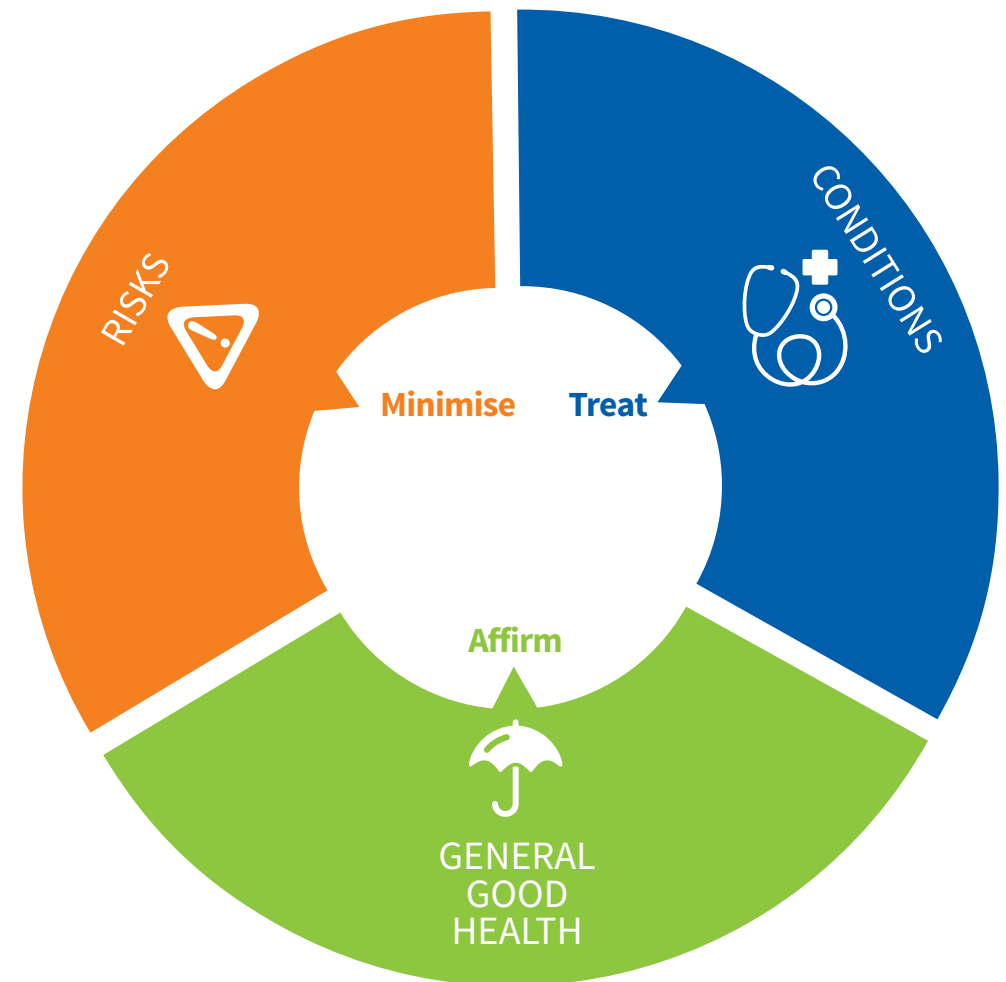 RISKS
CONDITIONS
Minimise
Treat
Affirm
GENERAL
GOOD
HEALTH